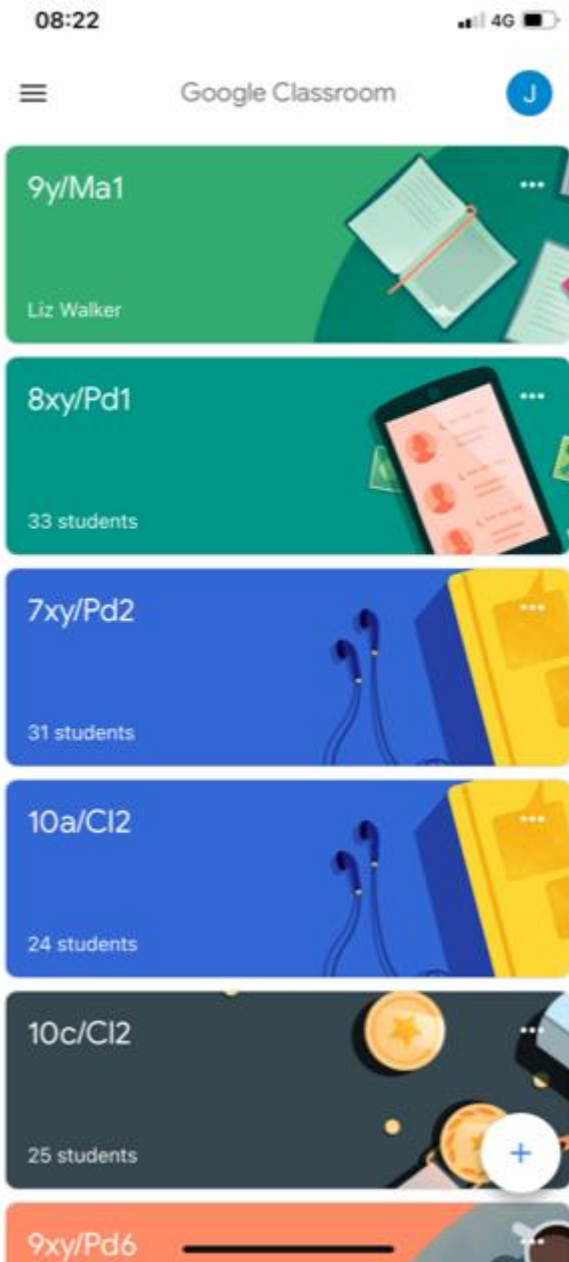 08:22 4G
Google Classroom J
9y/Ma1
Liz Walker
8xy/Pd1
33 students
7xy/Pd2
31 students
10a/Cl2
24 students
10c/Cl2
25 students
+
9xy/Pd6